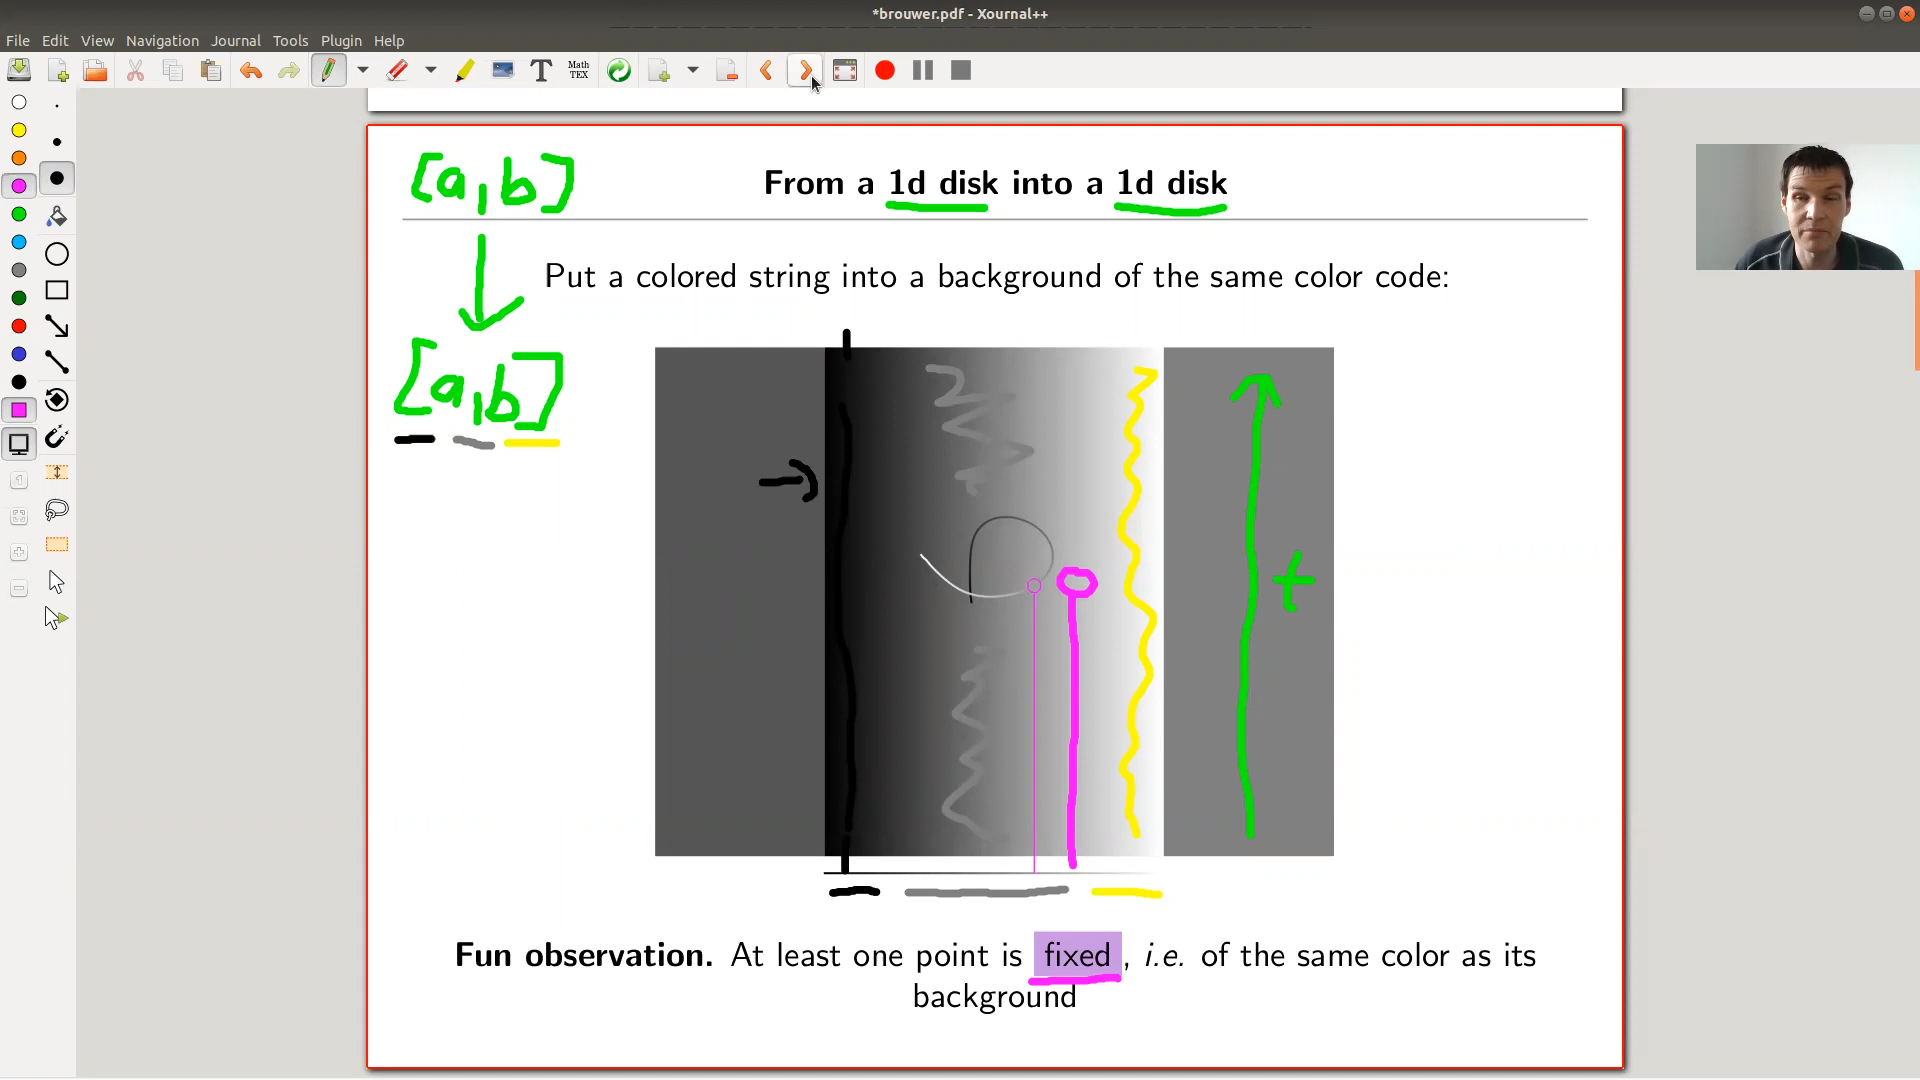 *brouwer.pdf - Xournal++
File Edit View Navigation Journal Tools Plugin Help
T Math TEX
[a,b]
From a 1d disk into a 1d disk
Put a colored string into a background of the same color code:
[a,b]
t
Fun observation. At least one point is fixed, i.e. of the same color as its
background